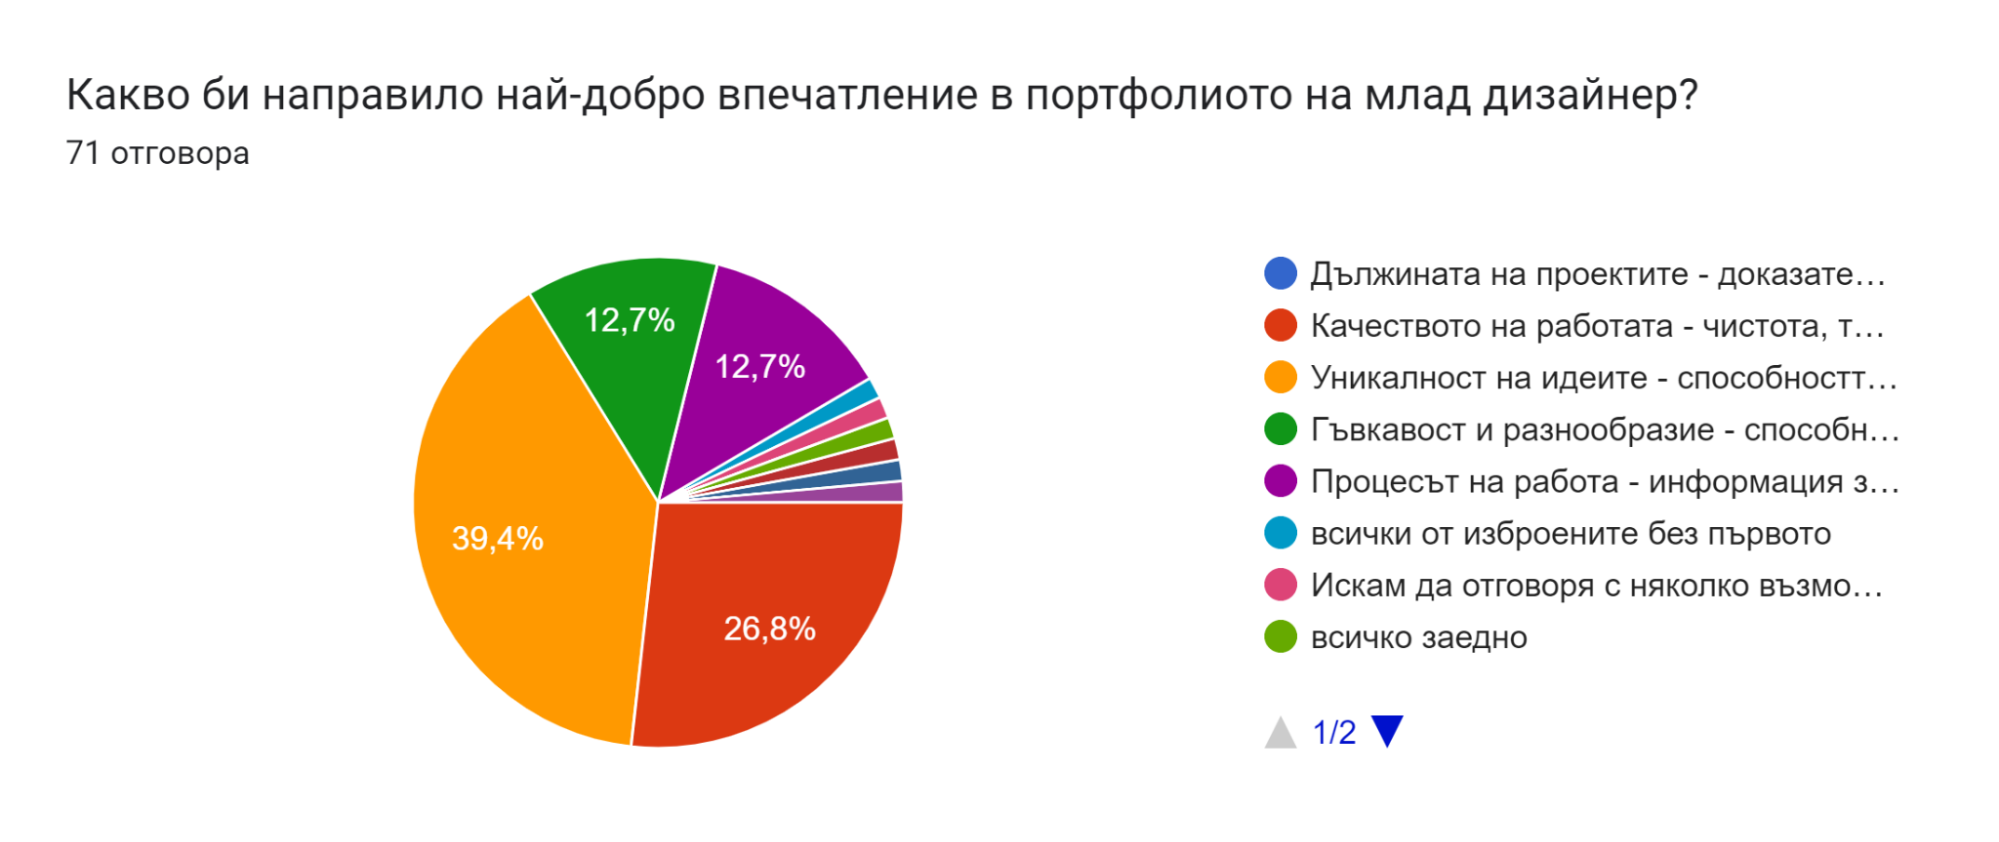 Какво би направило най-добро впечатление в портфолиото на млад дизайнер?
71 отговора
12,7%
12,7%
39,4%
26,8%
Дължината на проектите - доказате…
Качеството на работата - чистота, т…
Уникалност на идеите - способностт…
Гъвкавост и разнообразие - способн…
Процесът на работа - информация з…
всички от изброените без първото
Искам да отговоря с няколко възмо…
всичко заедно
1/2